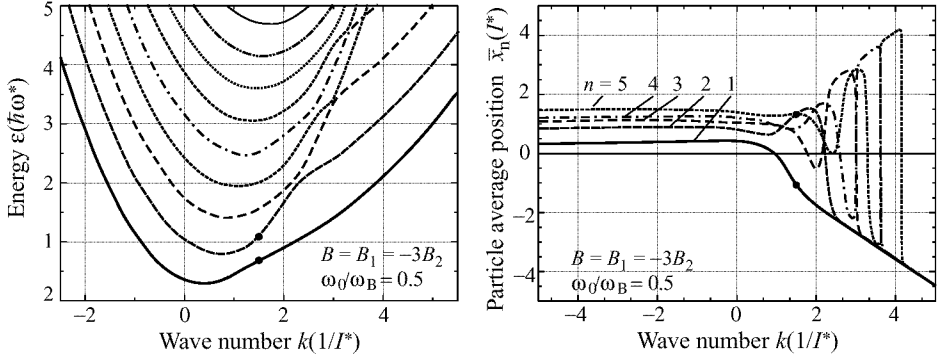 Energy ε(ℏω*)
5
4
3
2
1
2
−2
0
2
4
Wave number k(1/I*)
B = B₁ = −3B₂
ω₀/ω_B = 0.5
Particle average position x̄ₙ(I*)
4
2
0
−2
−4
n = 5
4
3
2
1
−4
−2
0
2
4
Wave number k(1/I*)
B = B₁ = −3B₂
ω₀/ω_B = 0.5